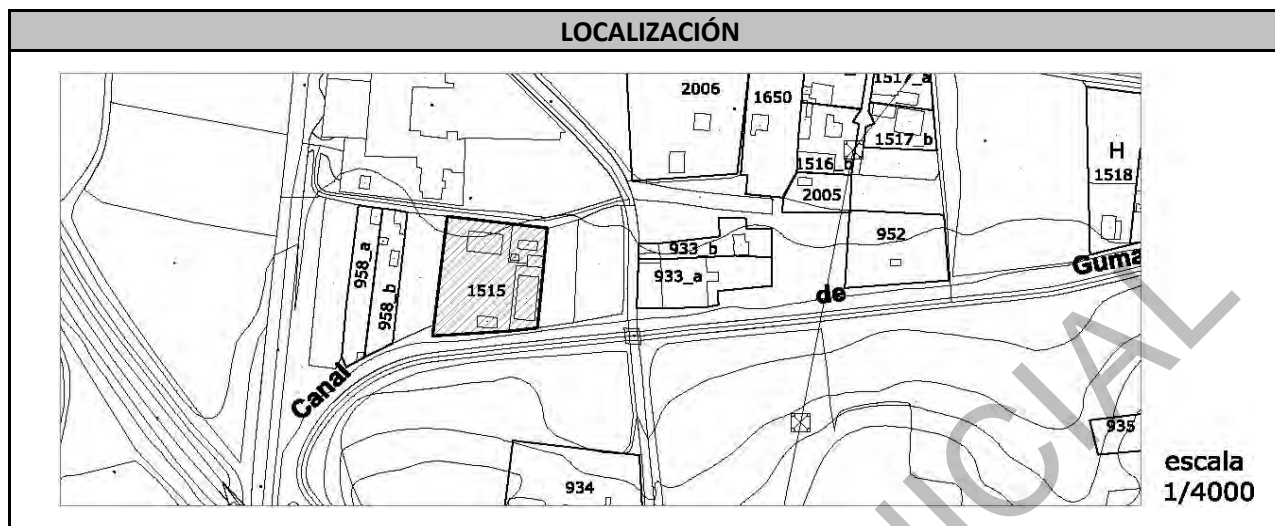 LOCALIZACIÓN
1517_a
2006
1650
1517_b
1516_b
H
1518
2005
952
933_b
933_a
958_a
958_b
1515
Canal
de
Guma
935
934
escala
1/4000
ICIAL